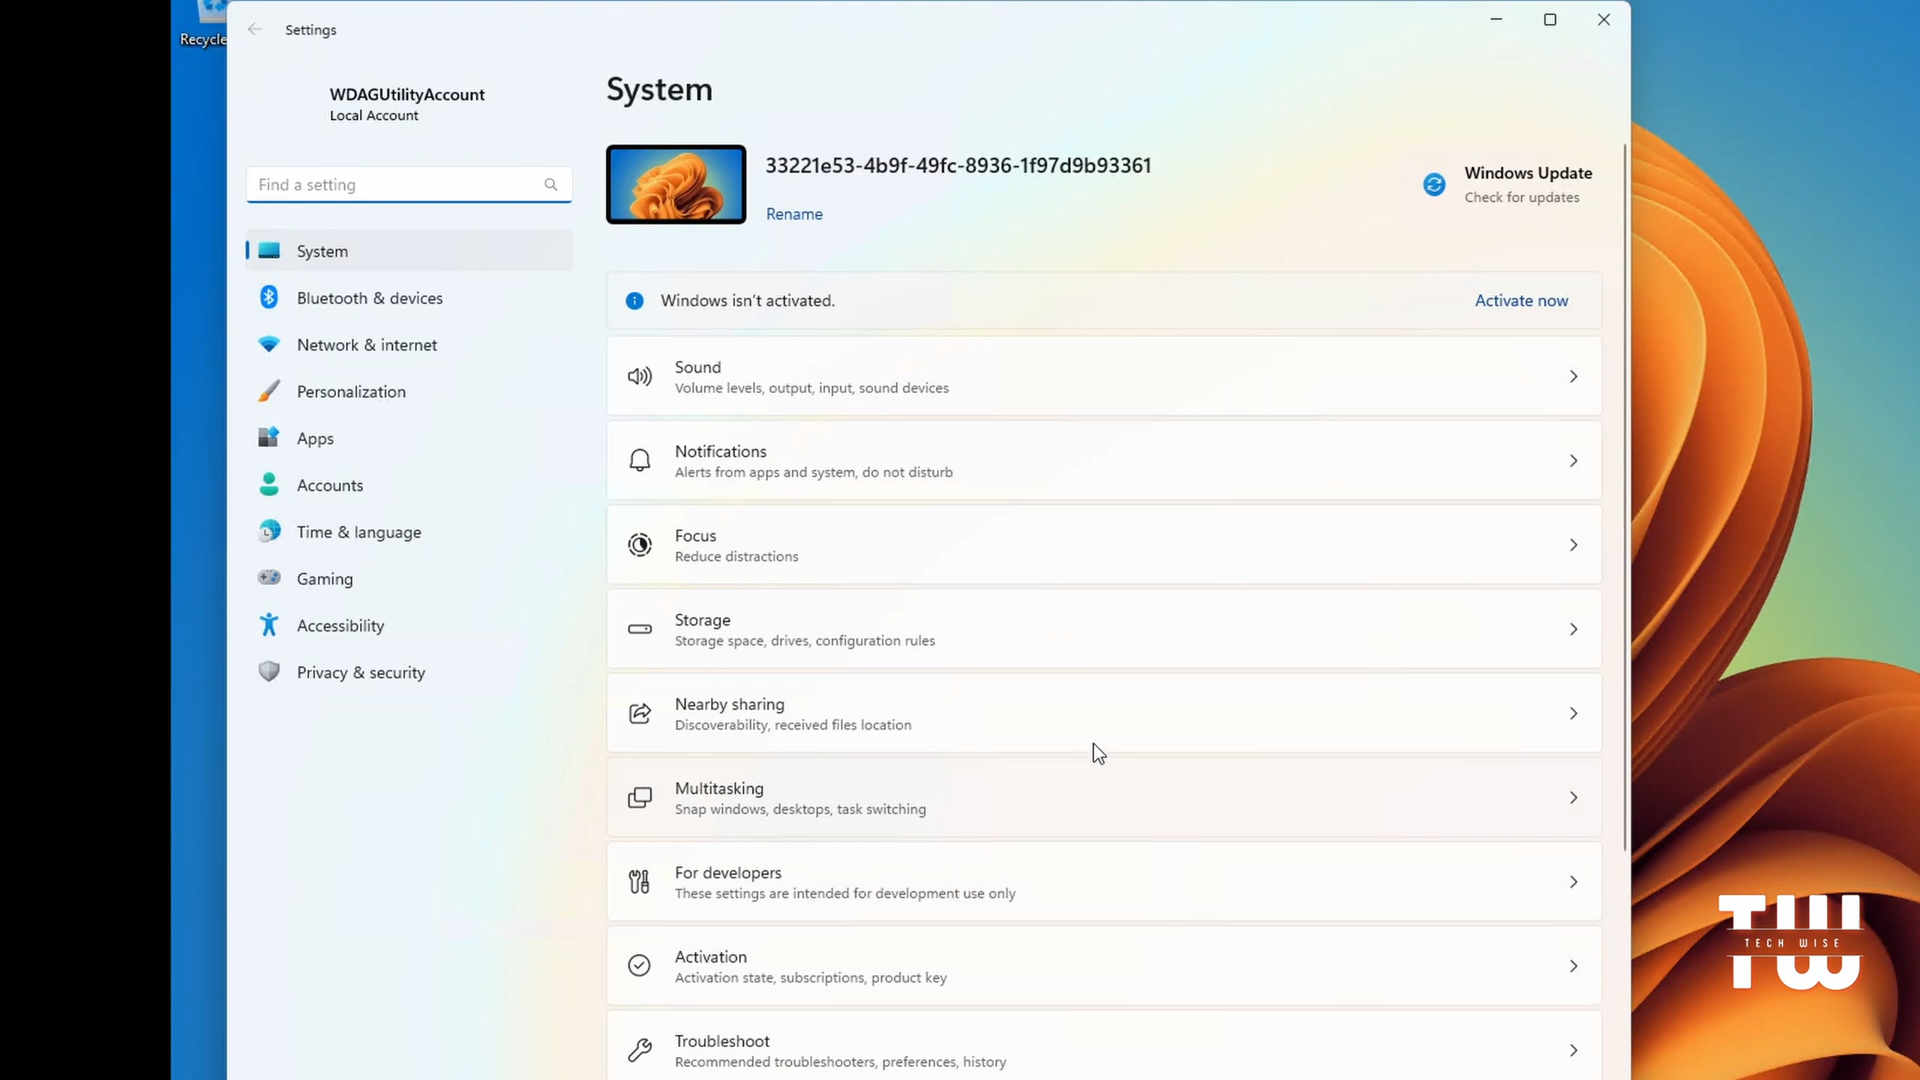 Recycle
Settings
WDAGUtilityAccount
Local Account
Find a setting
System
Bluetooth & devices
Network & internet
Personalization
Apps
Accounts
Time & language
Gaming
Accessibility
Privacy & security
System
33221e53-4b9f-49fc-8936-1f97d9b93361
Rename
Windows Update
Check for updates
Windows isn't activated.
Activate now
Sound
Volume levels, output, input, sound devices
Notifications
Alerts from apps and system, do not disturb
Focus
Reduce distractions
Storage
Storage space, drives, configuration rules
Nearby sharing
Discoverability, received files location
Multitasking
Snap windows, desktops, task switching
For developers
These settings are intended for development use only
Activation
Activation state, subscriptions, product key
Troubleshoot
Recommended troubleshooters, preferences, history
TW
TECH WISE